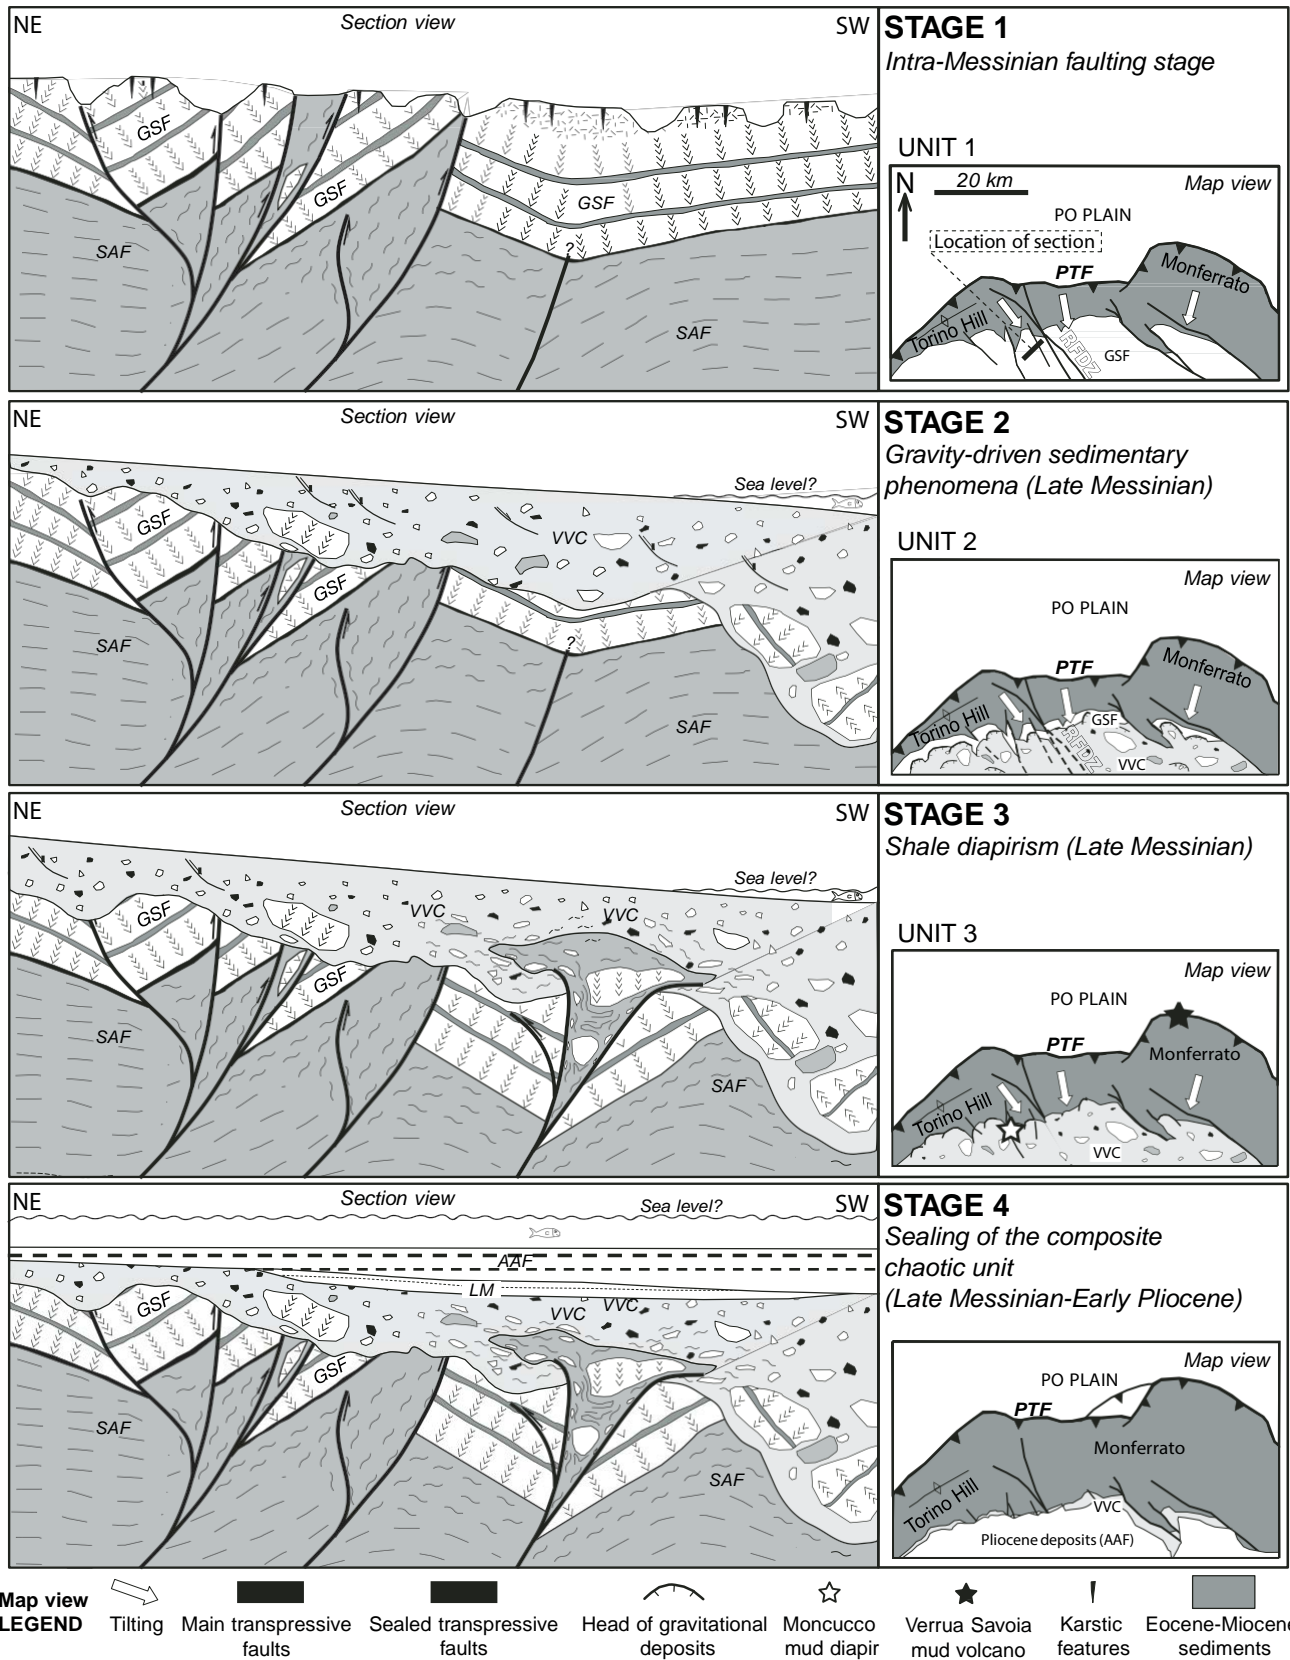 NE
Section view
SW
STAGE 1
Intra-Messinian faulting stage
GSF
GSF
GSF
SAF
?
SAF
UNIT 1
N
20 km
Map view
PO PLAIN
Location of section
PTF
Monferrato
Torino Hill
RFDZ
GSF
NE
Section view
SW
STAGE 2
Gravity-driven sedimentary
phenomena (Late Messinian)
Sea level?
GSF
VVC
GSF
SAF
?
SAF
UNIT 2
Map view
PO PLAIN
PTF
Monferrato
Torino Hill
GSF
RFDZ
VVC
NE
Section view
SW
STAGE 3
Shale diapirism (Late Messinian)
Sea level?
GSF
VVC
VVC
GSF
SAF
SAF
UNIT 3
Map view
PO PLAIN
PTF
Monferrato
Torino Hill
VVC
NE
Section view
Sea level?
SW
STAGE 4
Sealing of the composite
chaotic unit
(Late Messinian-Early Pliocene)
AAF
LM
GSF
VVC
VVC
GSF
SAF
SAF
Map view
PO PLAIN
PTF
Monferrato
Torino Hill
VVC
Pliocene deposits (AAF)
Map view
LEGEND
Tilting
Main transpressive
faults
Sealed transpressive
faults
Head of gravitational
deposits
Moncucco
mud diapir
Verrua Savoia
mud volcano
Karstic
features
Eocene-Miocene
sediments